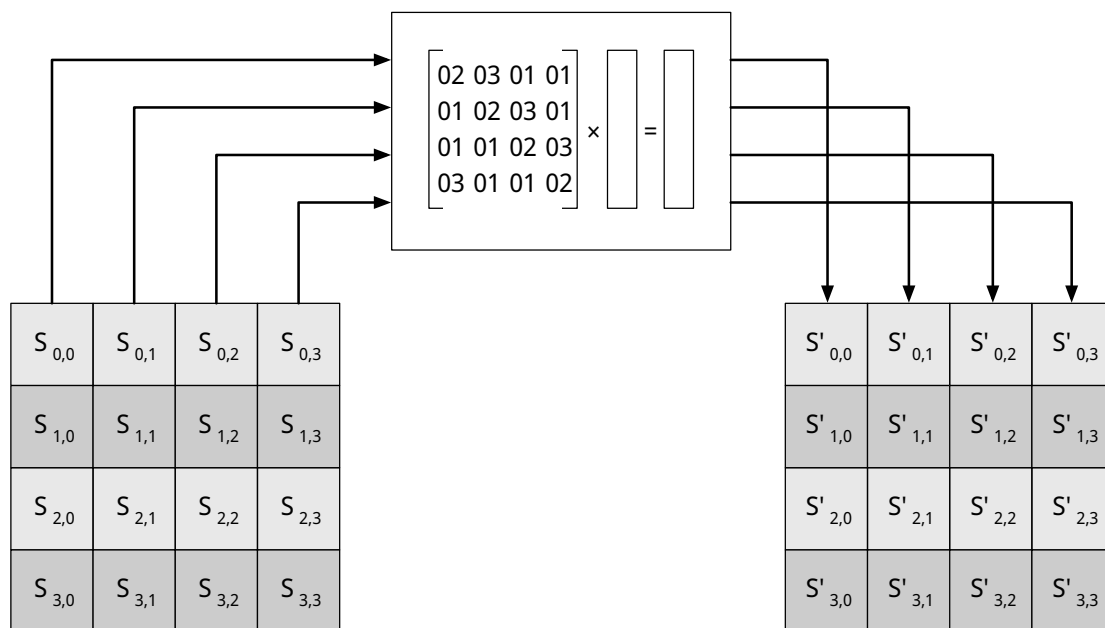 02 03 01 01
01 02 03 01
01 01 02 03
03 01 01 02
× =
S 0,0 S 0,1 S 0,2 S 0,3
S 1,0 S 1,1 S 1,2 S 1,3
S 2,0 S 2,1 S 2,2 S 2,3
S 3,0 S 3,1 S 3,2 S 3,3
S' 0,0 S' 0,1 S' 0,2 S' 0,3
S' 1,0 S' 1,1 S' 1,2 S' 1,3
S' 2,0 S' 2,1 S' 2,2 S' 2,3
S' 3,0 S' 3,1 S' 3,2 S' 3,3